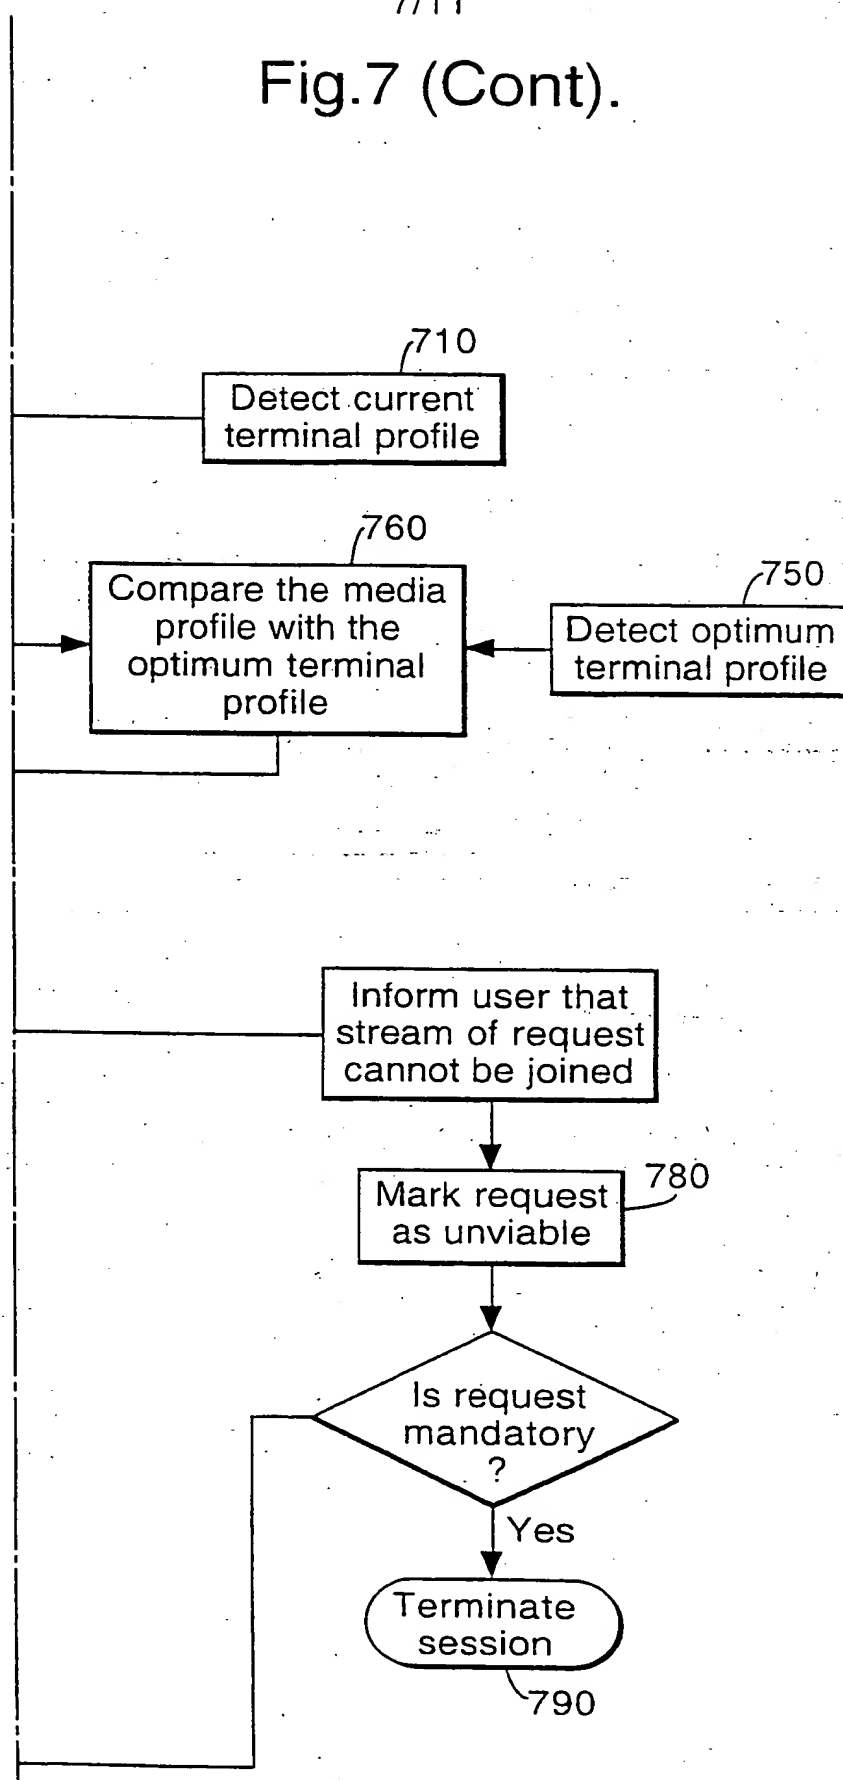 7/11
Fig.7 (Cont).
710
Detect current
terminal profile
760
Compare the media
profile with the
optimum terminal
profile
750
Detect optimum
terminal profile
Inform user that
stream of request
cannot be joined
780
Mark request
as unviable
Is request
mandatory
?
Yes
Terminate
session
790